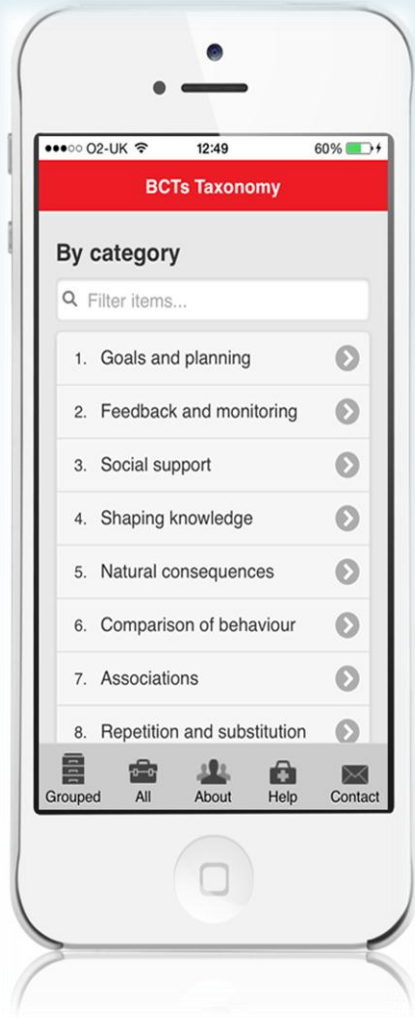 O2-UK 12:49 60%
BCTs Taxonomy
By category
Filter items...
1. Goals and planning
2. Feedback and monitoring
3. Social support
4. Shaping knowledge
5. Natural consequences
6. Comparison of behaviour
7. Associations
8. Repetition and substitution
Grouped All About Help Contact